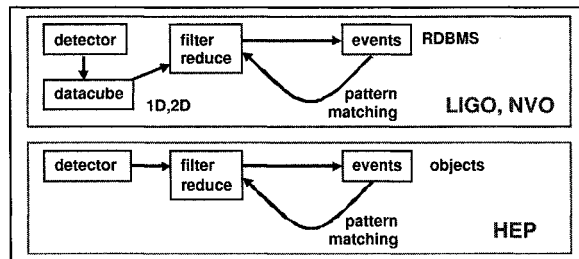 detector
filter
reduce
events
RDBMS
datacube
1D,2D
pattern
matching
LIGO, NVO
detector
filter
reduce
events
objects
pattern
matching
HEP